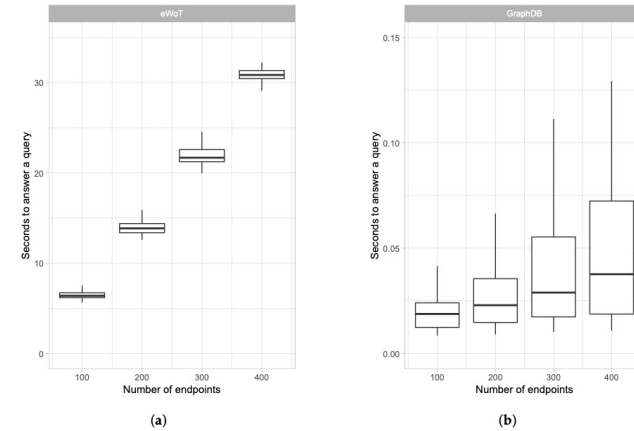 eWoT
30
20
10
0
Seconds to answer a query
100 200 300 400
Number of endpoints
(a)
GraphDB
0.15
0.10
0.05
0.00
Seconds to answer a query
100 200 300 400
Number of endpoints
(b)